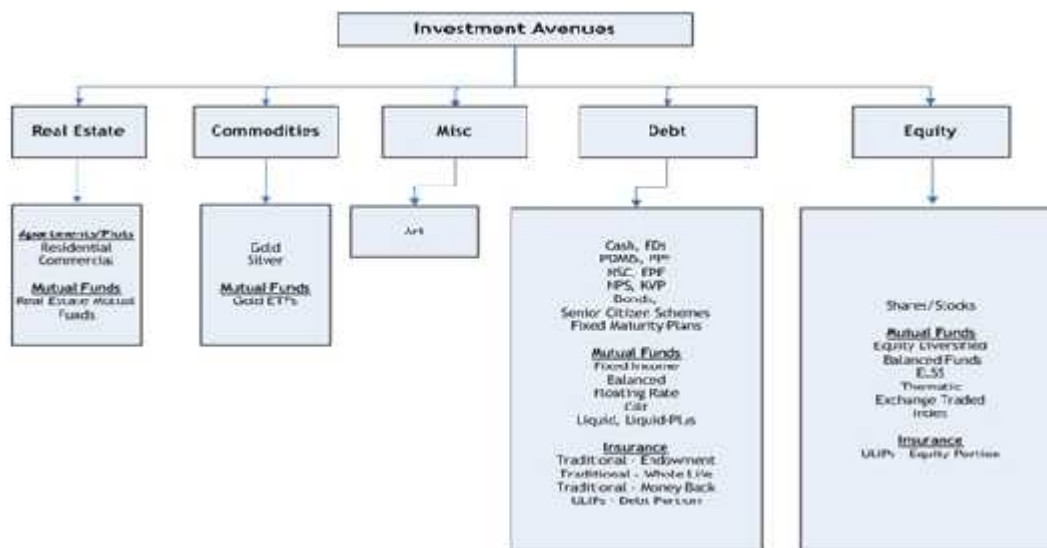 Investment Avenues
Real Estate
Commodities
Misc
Debt
Equity
Apartments/Plots
Residential
Commercial
Mutual Funds
Real Estate Mutual
Funds
Gold
Silver
Mutual Funds
Gold ETFs
Art
Cash, FDs
POMIS, PPF
NSC, EPF
NPS, KVP
Bonds,
Senior Citizen Schemes
Fixed Maturity Plans
Mutual Funds
Fixed Income
Balanced
Floating Rate
Gilt
Liquid, Liquid-Plus
Insurance
Traditional - Endowment
Traditional - Whole Life
Traditional - Money Back
ULIPs - Debt Portion
Shares/Stocks
Mutual Funds
Equity Diversified
Balanced Funds
ELSS
Thematic
Exchange Traded
Index
Insurance
ULIPs - Equity Portion